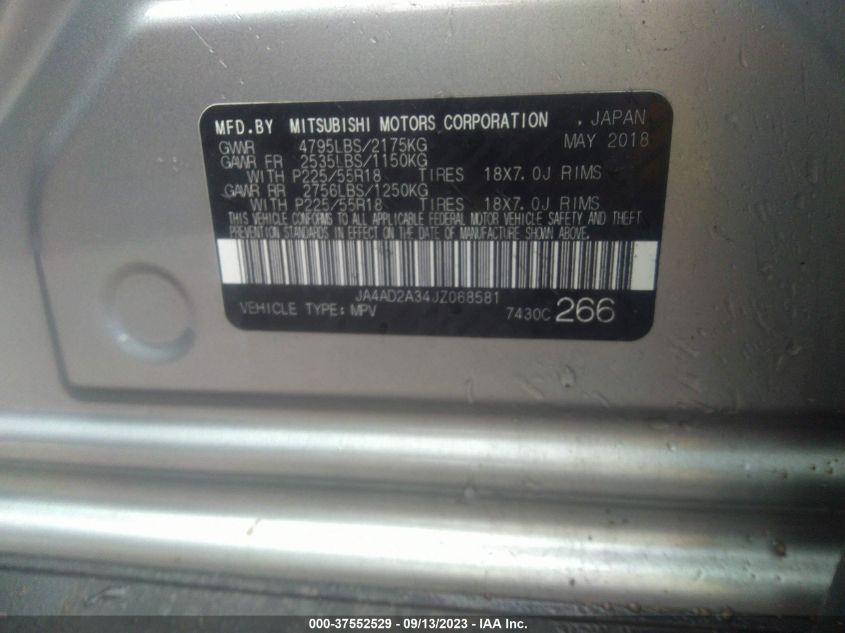 MFD.BY MITSUBISHI MOTORS CORPORATION . JAPAN
GVWR 4795LBS/2175KG MAY 2018
GAWR FR 2535LBS/1150KG
WITH P225/55R18 TIRES 18X7.0J RIMS
GAWR RR 2756LBS/1250KG
WITH P225/55R18 TIRES 18X7.0J RIMS
THIS VEHICLE CONFORMS TO ALL APPLICABLE FEDERAL MOTOR VEHICLE SAFETY AND THEFT
PREVENTION STANDARDS IN EFFECT ON THE DATE OF MANUFACTURE SHOWN ABOVE.
JA4AD2A34JZ068581
VEHICLE TYPE: MPV 7430C 266
000-37552529 - 09/13/2023 - IAA Inc.